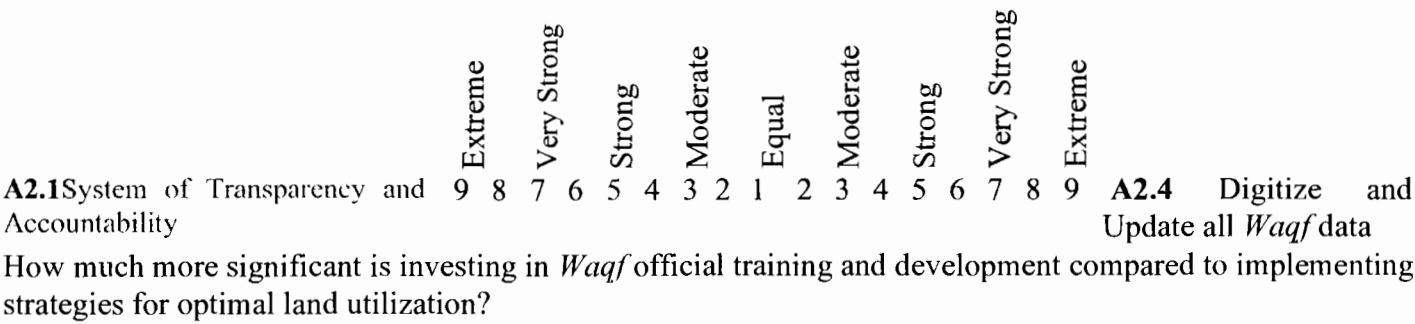 Extreme Very Strong Strong Moderate Equal Moderate Strong Very Strong Extreme
A2.1System of Transparency and 9 8 7 6 5 4 3 2 1 2 3 4 5 6 7 8 9 A2.4 Digitize and
Accountability Update all Waqf data
How much more significant is investing in Waqf official training and development compared to implementing
strategies for optimal land utilization?